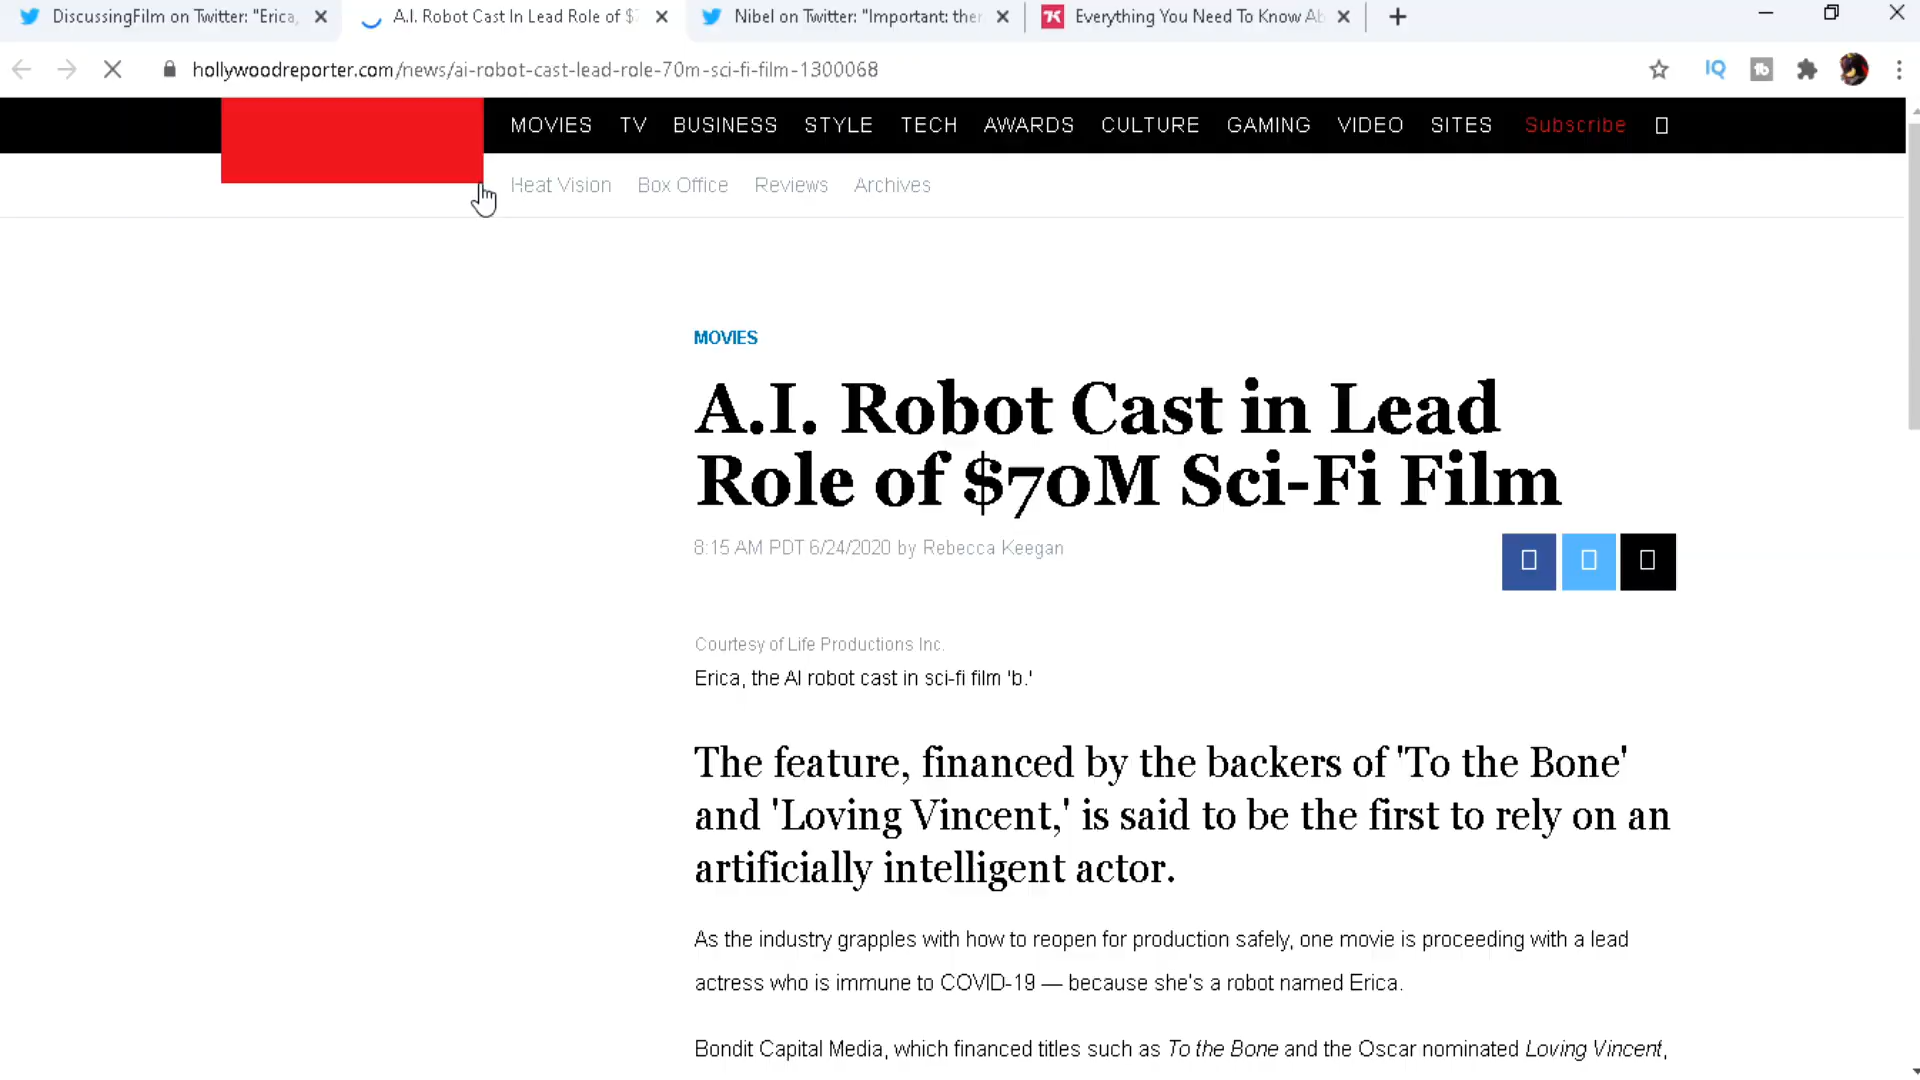 DiscussingFilm on Twitter: "Erica,
A.I. Robot Cast In Lead Role of $
Nibel on Twitter: "Important: the
Everything You Need To Know Ab
hollywoodreporter.com/news/ai-robot-cast-lead-role-70m-sci-fi-film-1300068
IQ
tb
TK
MOVIES TV BUSINESS STYLE TECH AWARDS CULTURE GAMING VIDEO SITES Subscribe
Heat Vision Box Office Reviews Archives
MOVIES
A.I. Robot Cast in Lead
Role of $70M Sci-Fi Film
8:15 AM PDT 6/24/2020 by Rebecca Keegan
Courtesy of Life Productions Inc.
Erica, the AI robot cast in sci-fi film 'b.'
The feature, financed by the backers of 'To the Bone'
and 'Loving Vincent,' is said to be the first to rely on an
artificially intelligent actor.
As the industry grapples with how to reopen for production safely, one movie is proceeding with a lead
actress who is immune to COVID-19 — because she's a robot named Erica.
Bondit Capital Media, which financed titles such as To the Bone and the Oscar nominated Loving Vincent,